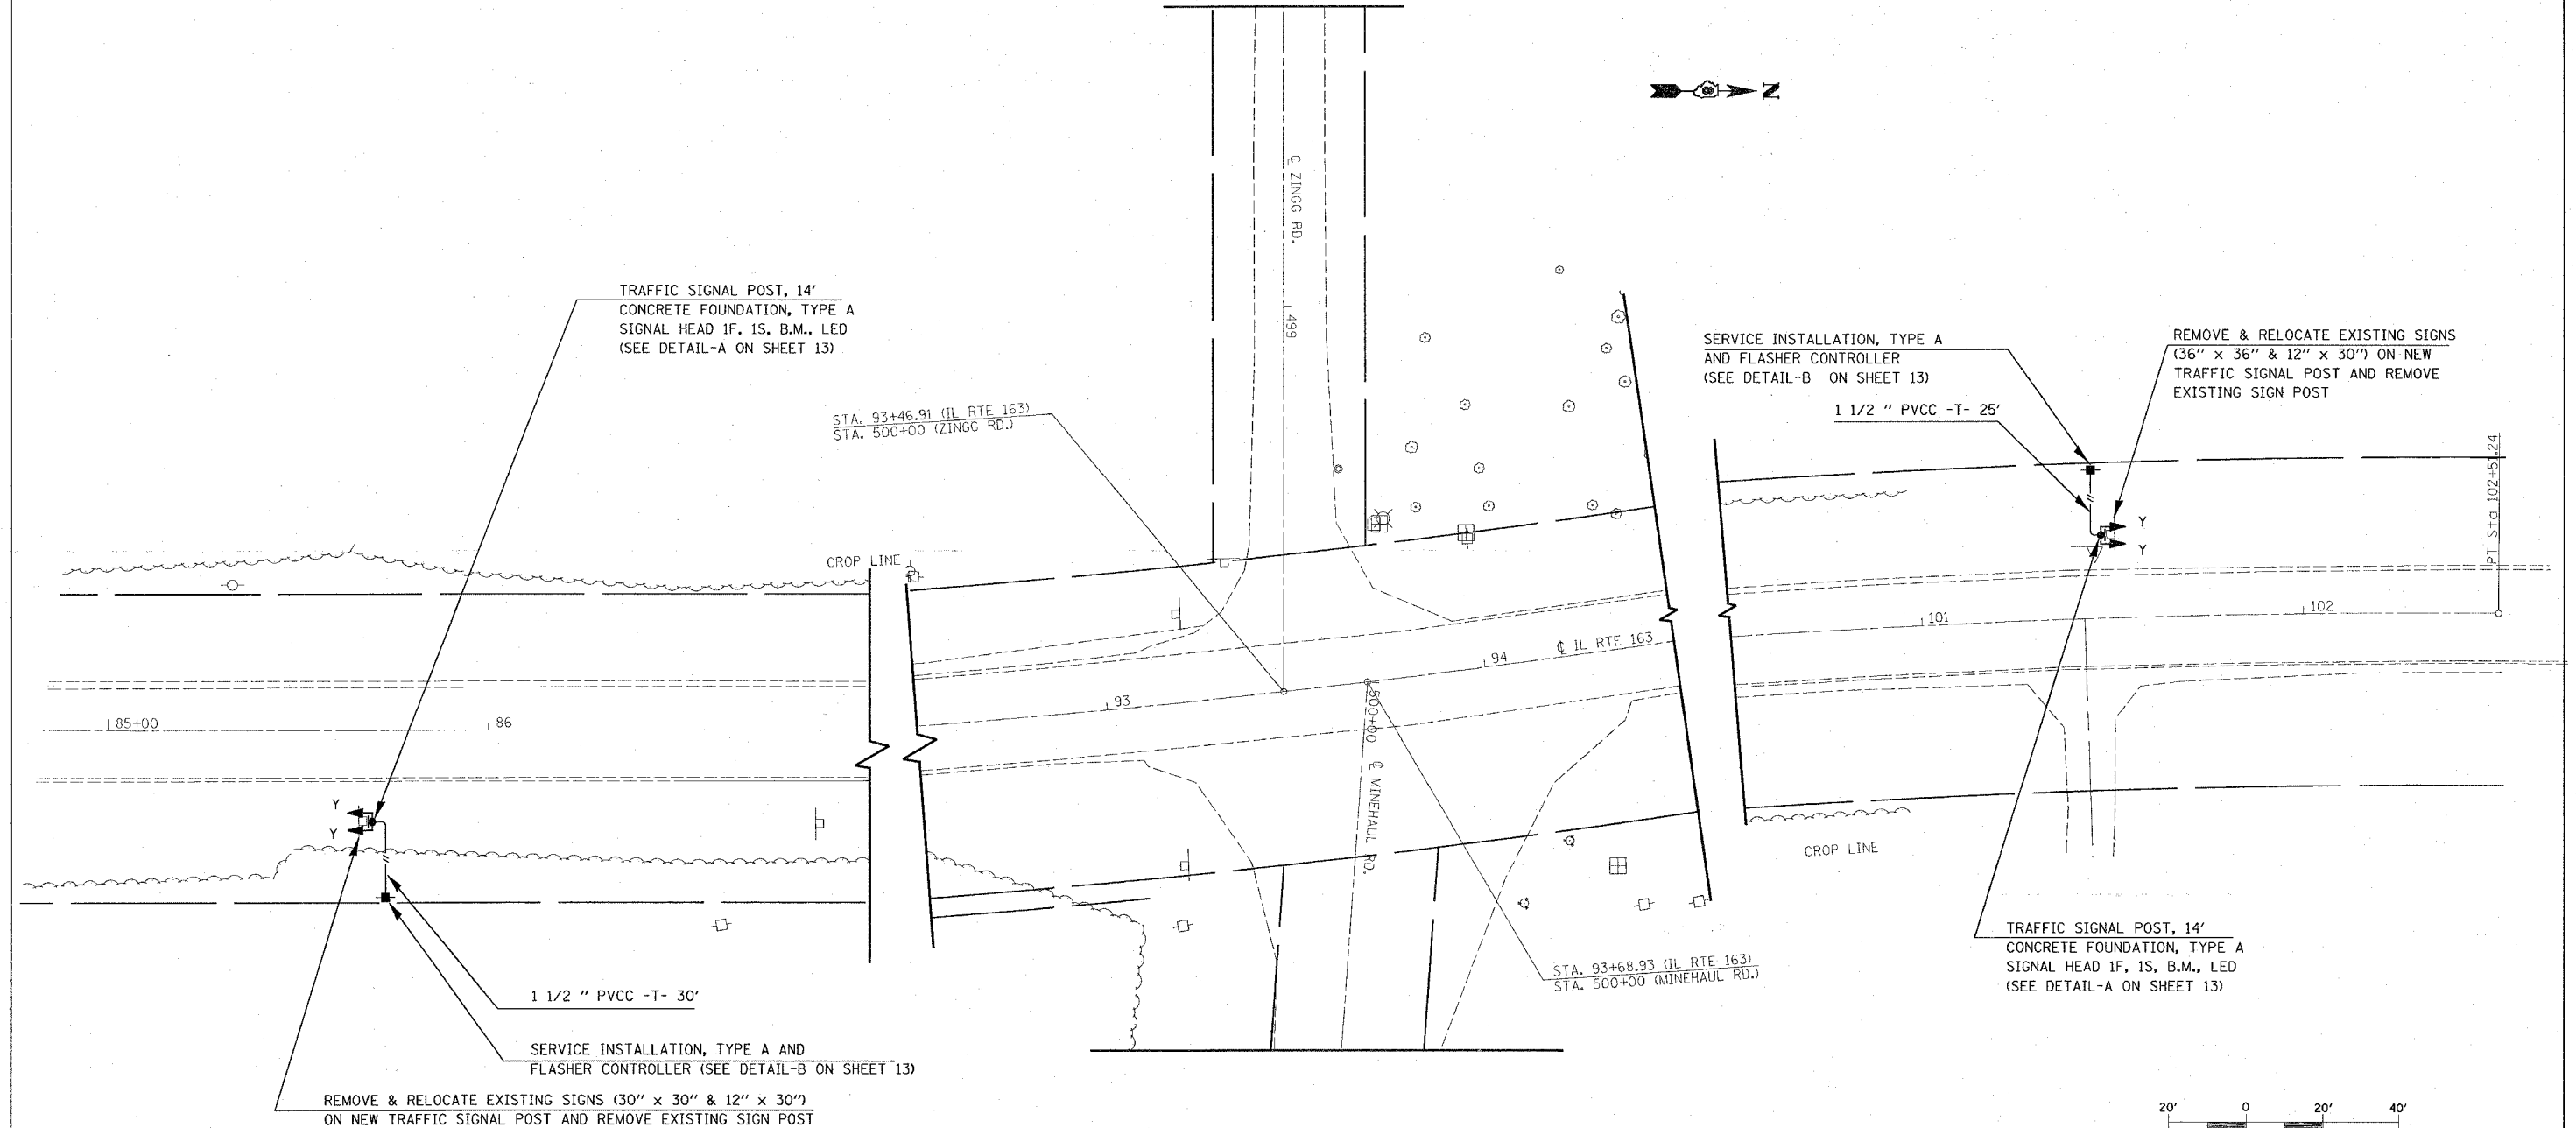 N
℄ ZINGG RD.
499
TRAFFIC SIGNAL POST, 14'
CONCRETE FOUNDATION, TYPE A
SIGNAL HEAD 1F, 1S, B.M., LED
(SEE DETAIL-A ON SHEET 13)
SERVICE INSTALLATION, TYPE A
AND FLASHER CONTROLLER
(SEE DETAIL-B ON SHEET 13)
1 1/2 " PVCC -T- 25'
REMOVE & RELOCATE EXISTING SIGNS
(36" x 36" & 12" x 30") ON NEW
TRAFFIC SIGNAL POST AND REMOVE
EXISTING SIGN POST
STA. 93+46.91 (IL RTE 163)
STA. 500+00 (ZINGG RD.)
PT Sta 102+51.24
Y
Y
CROP LINE
102
101
℄ IL RTE 163
94
93
85+00
86
500+00 ℄ MINEHAUL RD.
Y
Y
CROP LINE
STA. 93+68.93 (IL RTE 163)
STA. 500+00 (MINEHAUL RD.)
TRAFFIC SIGNAL POST, 14'
CONCRETE FOUNDATION, TYPE A
SIGNAL HEAD 1F, 1S, B.M., LED
(SEE DETAIL-A ON SHEET 13)
1 1/2 " PVCC -T- 30'
SERVICE INSTALLATION, TYPE A AND
FLASHER CONTROLLER (SEE DETAIL-B ON SHEET 13)
REMOVE & RELOCATE EXISTING SIGNS (30" x 30" & 12" x 30")
ON NEW TRAFFIC SIGNAL POST AND REMOVE EXISTING SIGN POST
20' 0 20' 40'